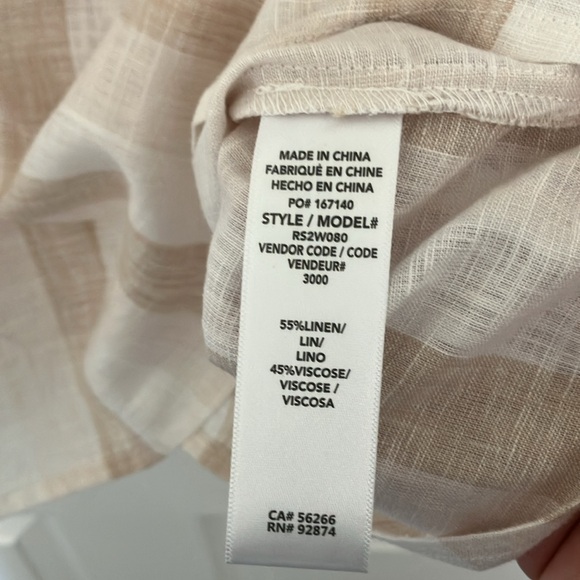 MADE IN CHINA
FABRIQUÉ EN CHINE
HECHO EN CHINA
PO# 167140
STYLE / MODEL#
RS2W080
VENDOR CODE / CODE
VENDEUR#
3000
55%LINEN/
LIN/
LINO
45%VISCOSE/
VISCOSE /
VISCOSA
CA# 56266
RN# 92874